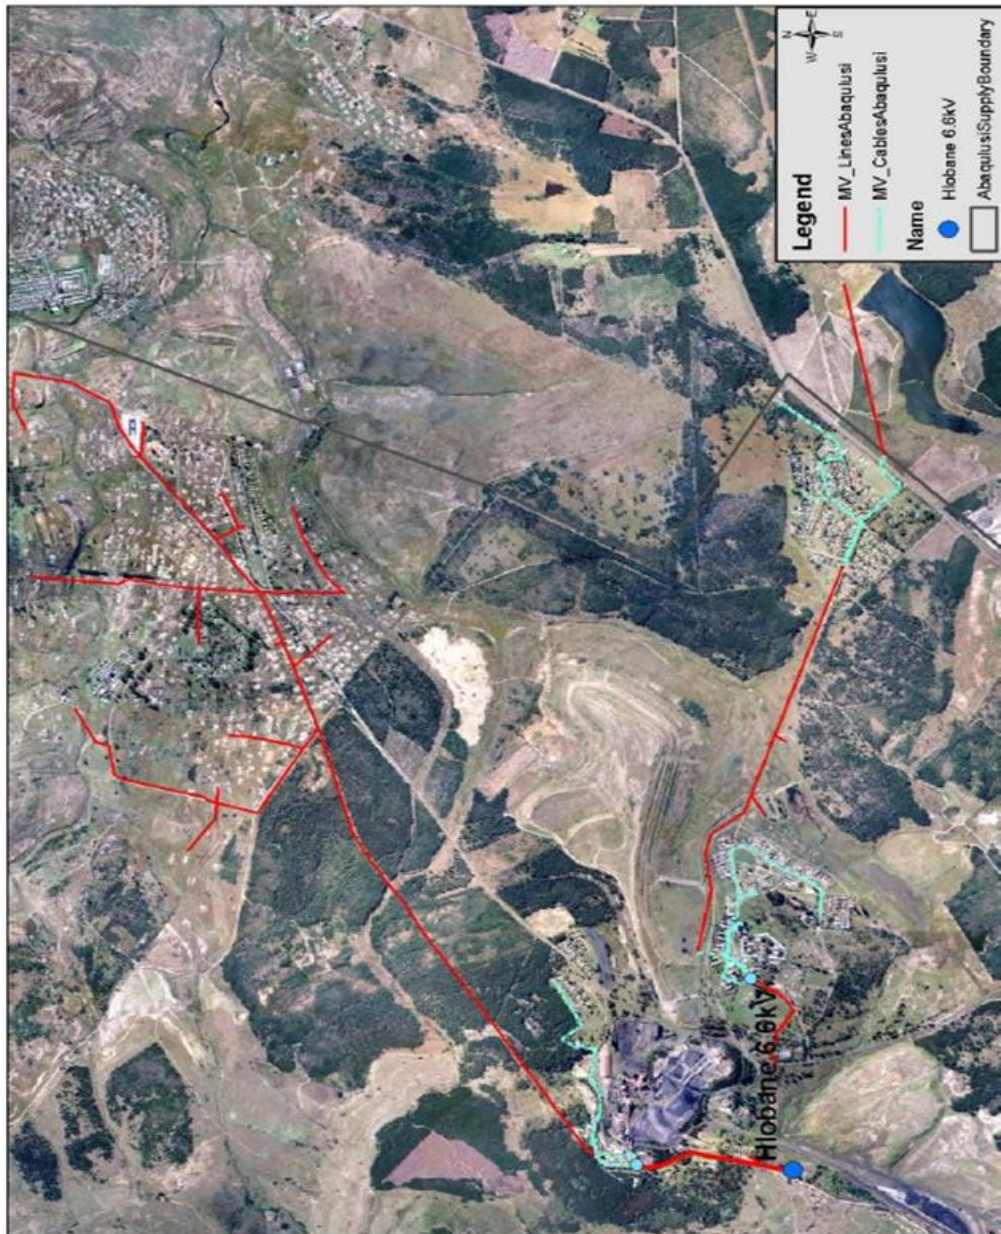 Legend
MV_LinesAbaqulusi
MV_CablesAbaqulusi
Name
Hlobane 6.6kV
AbaqulusiSupplyBoundary
N
E
S
W
Hlobane 6.6kV